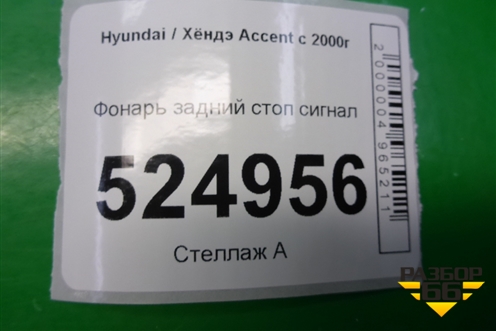 Hyundai / Хёндэ Accent с 2000г
Фонарь задний стоп сигнал
524956
Стеллаж А
2000004965211
РАЗБОР
66